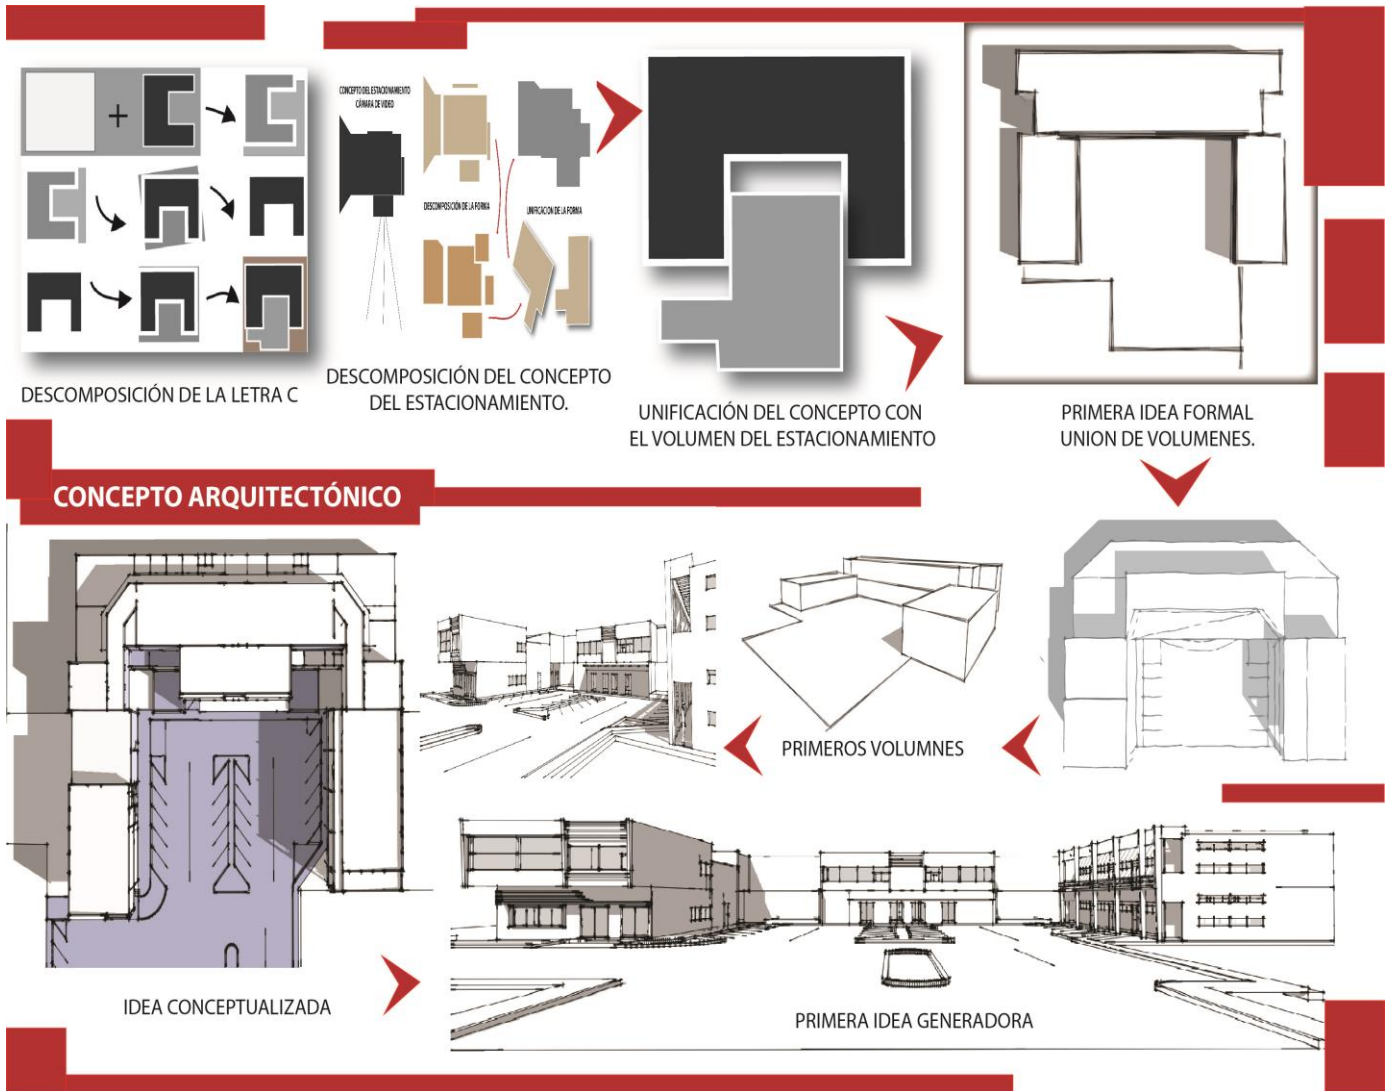 CONCEPTO DEL ESTACIONAMIENTO
CÁMARA DE VIDEO
DESCOMPOSICIÓN DE LA FORMA
UNIFICACION DE LA FORMA
DESCOMPOSICIÓN DE LA LETRA C
DESCOMPOSICIÓN DEL CONCEPTO
DEL ESTACIONAMIENTO.
UNIFICACIÓN DEL CONCEPTO CON
EL VOLUMEN DEL ESTACIONAMIENTO
PRIMERA IDEA FORMAL
UNION DE VOLUMENES.
CONCEPTO ARQUITECTÓNICO
PRIMEROS VOLUMNES
IDEA CONCEPTUALIZADA
PRIMERA IDEA GENERADORA